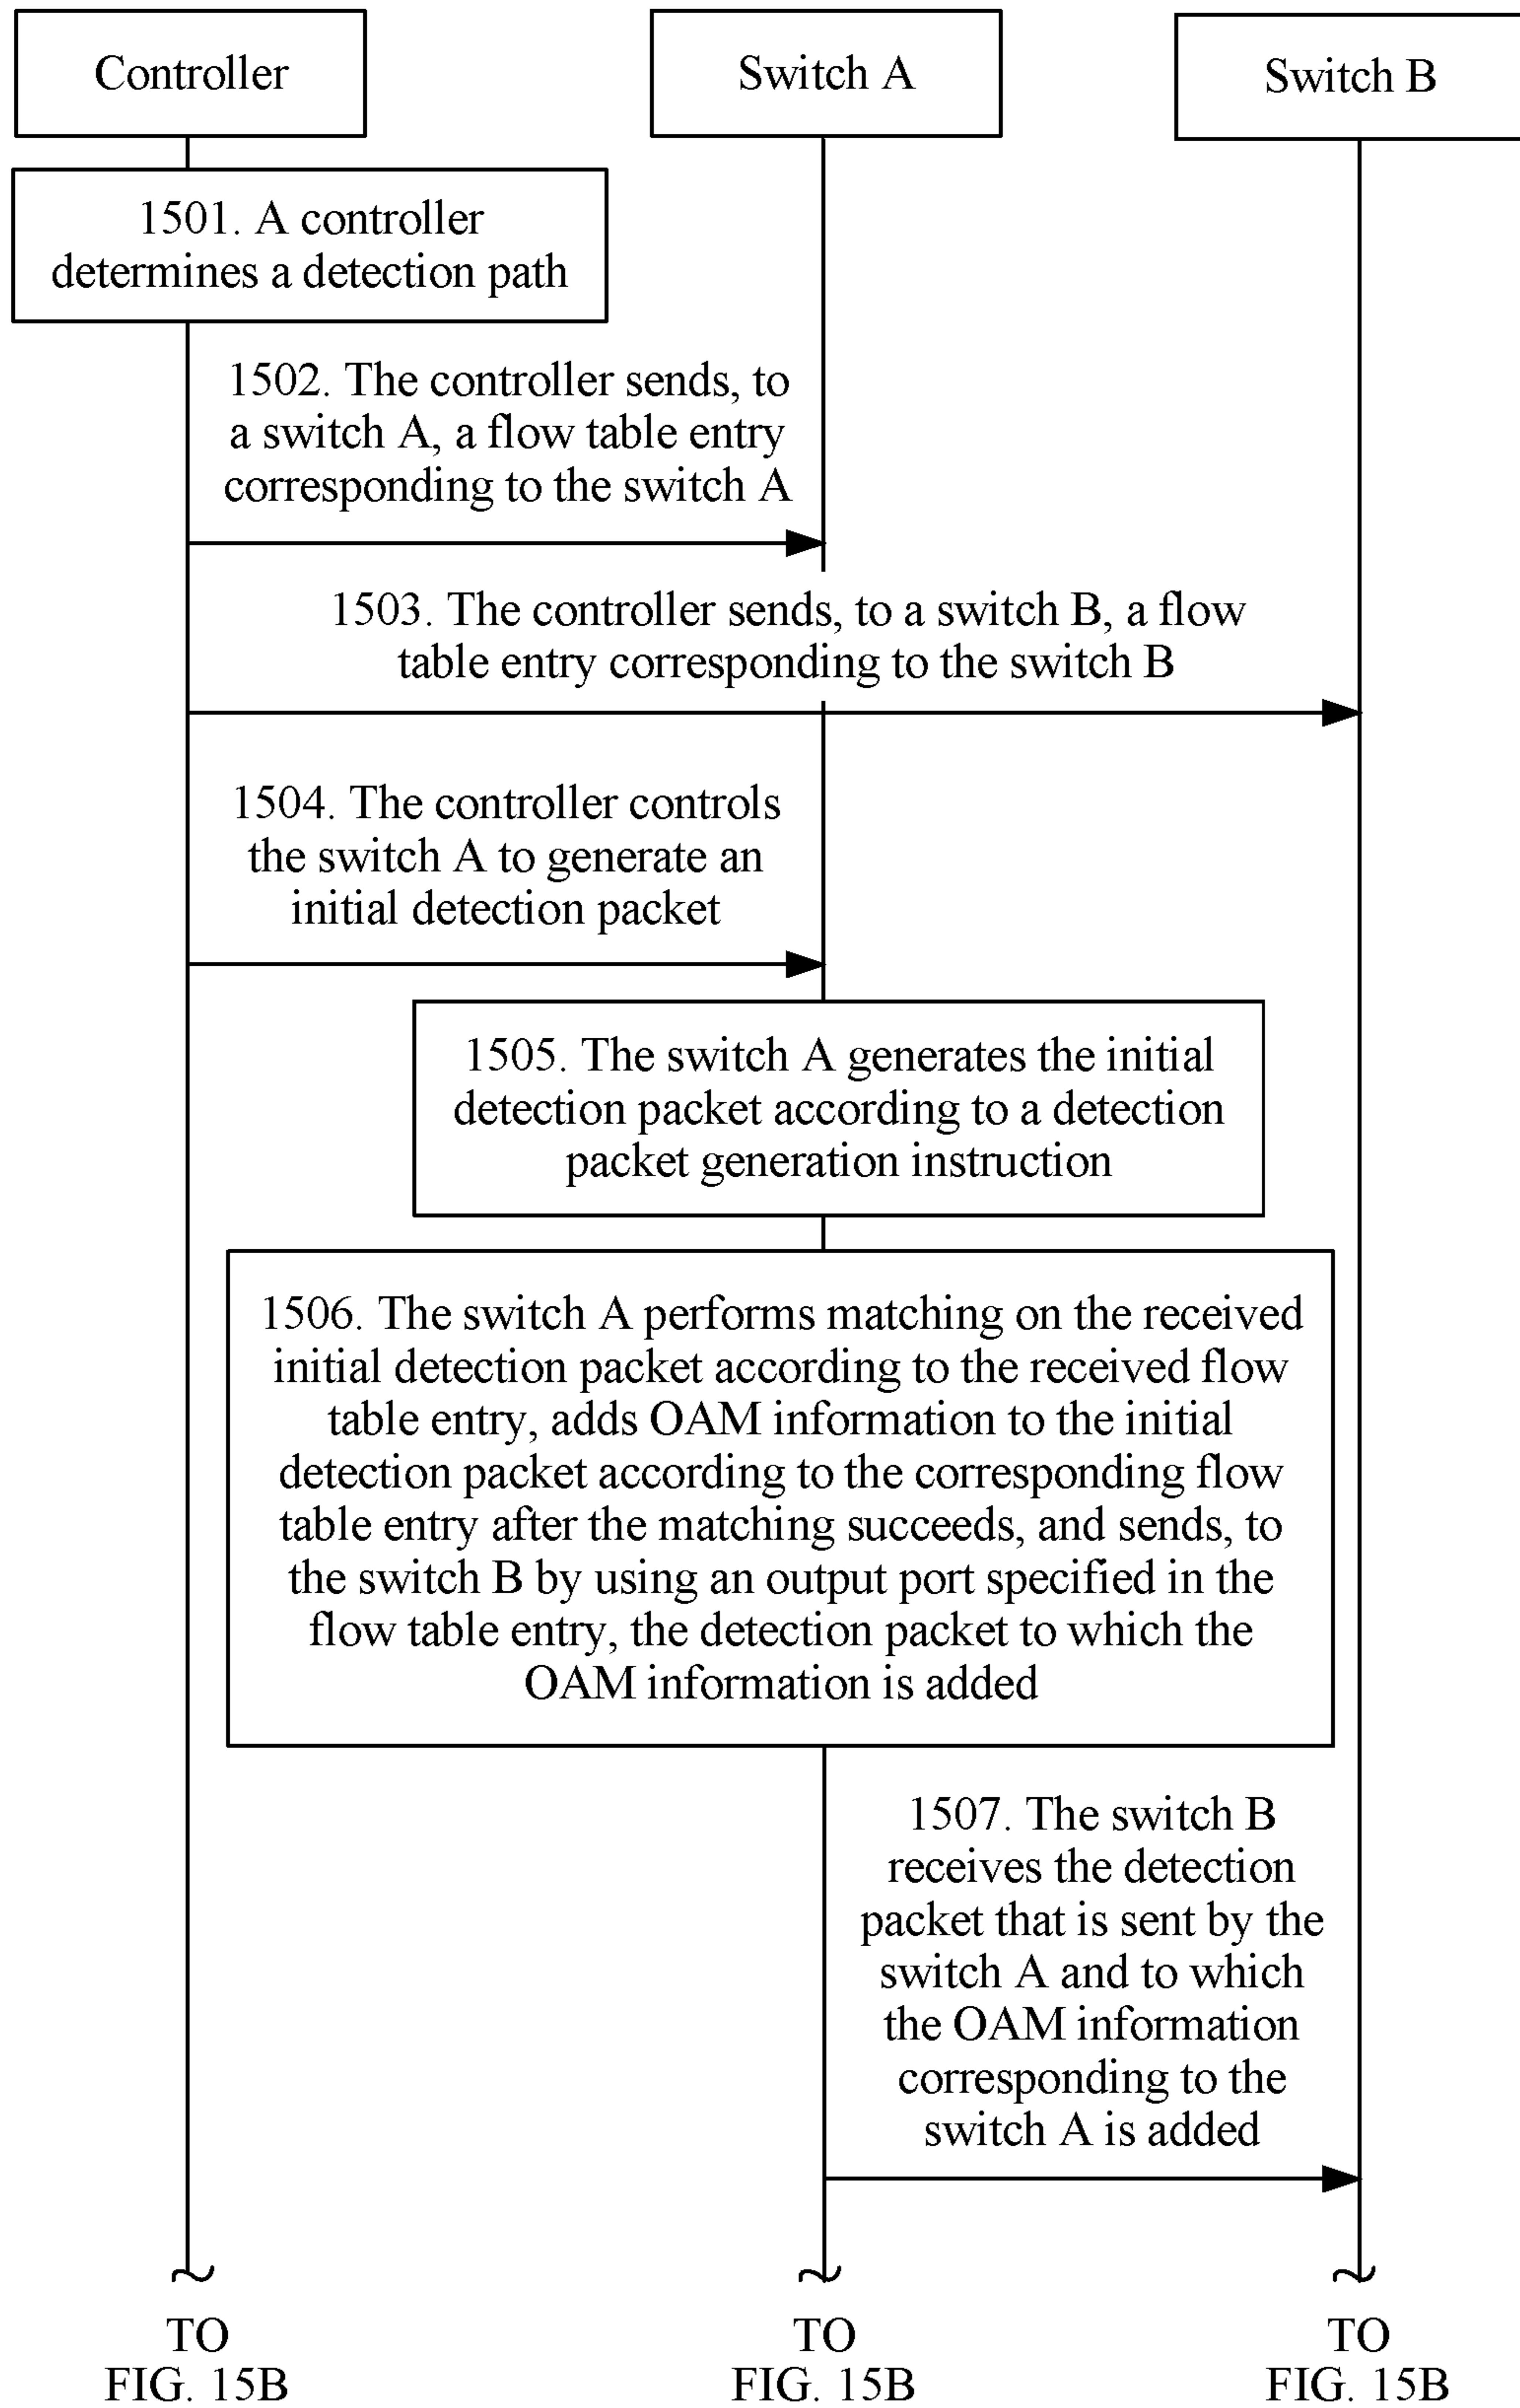 Controller
Switch A
Switch B
1501. A controller
determines a detection path
1502. The controller sends, to
a switch A, a flow table entry
corresponding to the switch A
1503. The controller sends, to a switch B, a flow
table entry corresponding to the switch B
1504. The controller controls
the switch A to generate an
initial detection packet
1505. The switch A generates the initial
detection packet according to a detection
packet generation instruction
1506. The switch A performs matching on the received
initial detection packet according to the received flow
table entry, adds OAM information to the initial
detection packet according to the corresponding flow
table entry after the matching succeeds, and sends, to
the switch B by using an output port specified in the
flow table entry, the detection packet to which the
OAM information is added
1507. The switch B
receives the detection
packet that is sent by the
switch A and to which
the OAM information
corresponding to the
switch A is added
TO
FIG. 15B
TO
FIG. 15B
TO
FIG. 15B